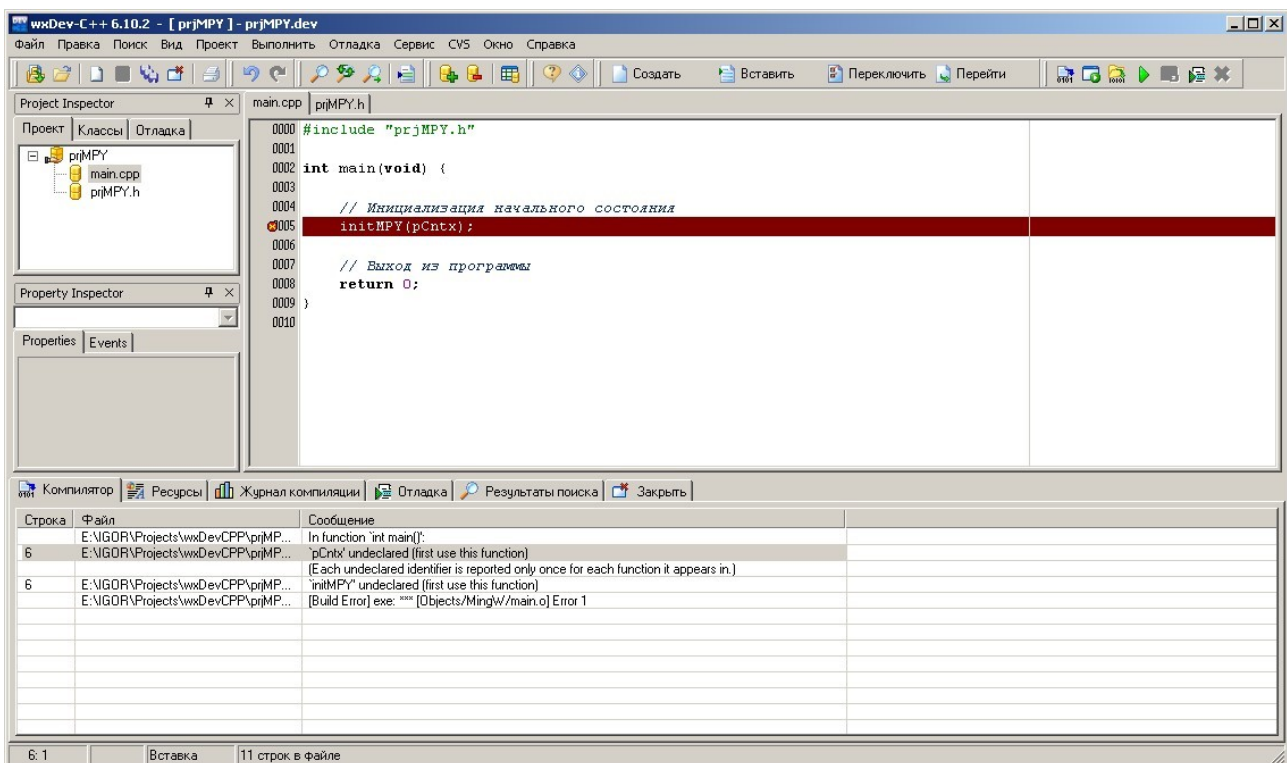 wxDev-C++ 6.10.2 - [ prjMPY ] - prjMPY.dev
Файл Правка Поиск Вид Проект Выполнить Отладка Сервис CVS Окно Справка
Создать Вставить Переключить Перейти
Project Inspector
Проект Классы Отладка
prjMPY
main.cpp
prjMPY.h
Property Inspector
Properties Events
main.cpp prjMPY.h
0000 #include "prjMPY.h"
0001
0002 int main(void) {
0003
0004 // Инициализация начального состояния
0005 initMPY(pCntx);
0006
0007 // Выход из программы
0008 return 0;
0009 }
0010
Компилятор Ресурсы Журнал компиляции Отладка Результаты поиска Закрыть
Строка Файл Сообщение
E:\IGOR\Projects\wxDevCPP\prjMP... In function `int main()':
6 E:\IGOR\Projects\wxDevCPP\prjMP... `pCntx' undeclared (first use this function)
(Each undeclared identifier is reported only once for each function it appears in.)
6 E:\IGOR\Projects\wxDevCPP\prjMP... `initMPY' undeclared (first use this function)
E:\IGOR\Projects\wxDevCPP\prjMP... [Build Error] exe: *** [Objects/MingW/main.o] Error 1
6: 1 Вставка 11 строк в файле